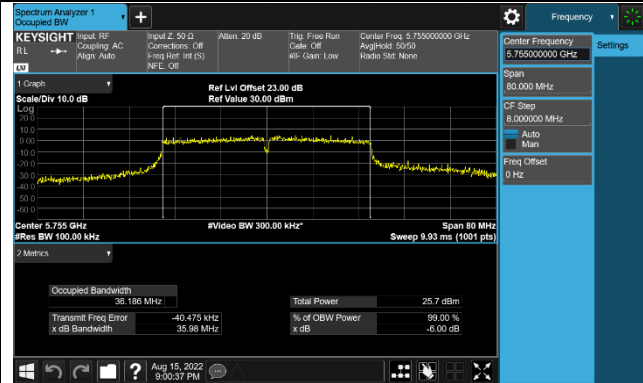 Spectrum Analyzer 1
Occupied BW
+
Frequency
KEYSIGHT
RL
LXI
Input: RF
Coupling: AC
Align: Auto
Input Z: 50 Ω
Corrections: Off
Freq Ref: Int (S)
NFE: Off
Atten: 20 dB
Trig: Free Run
Gate: Off
#IF Gain: Low
Center Freq: 5.755000000 GHz
Avg|Hold: 50/50
Radio Std: None
Center Frequency
5.755000000 GHz
Settings
Span
80.000 MHz
CF Step
8.000000 MHz
Auto
Man
Freq Offset
0 Hz
1 Graph
Scale/Div 10.0 dB
Ref Lvl Offset 23.00 dB
Ref Value 30.00 dBm
Log
20.0
10.0
0.00
-10.0
-20.0
-30.0
-40.0
-50.0
-60.0
Center 5.755 GHz
#Video BW 300.00 kHz*
Span 80 MHz
#Res BW 100.00 kHz
Sweep 9.93 ms (1001 pts)
2 Metrics
Occupied Bandwidth
36.186 MHz
Total Power
25.7 dBm
Transmit Freq Error
-40.475 kHz
% of OBW Power
99.00 %
x dB Bandwidth
35.98 MHz
x dB
-6.00 dB
?
Aug 15, 2022
9:00:37 PM